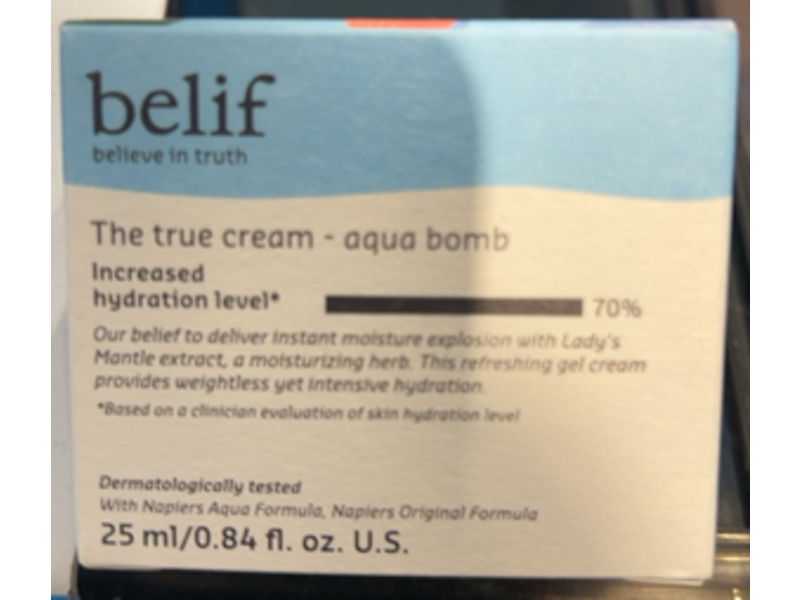 belif
believe in truth
The true cream - aqua bomb
Increased
hydration level*
70%
Our belief to deliver instant moisture explosion with Lady's
Mantle extract, a moisturizing herb. This refreshing gel cream
provides weightless yet intensive hydration.
*Based on a clinician evaluation of skin hydration level
Dermatologically tested
With Napiers Aqua Formula, Napiers Original Formula
25 ml/0.84 fl. oz. U.S.